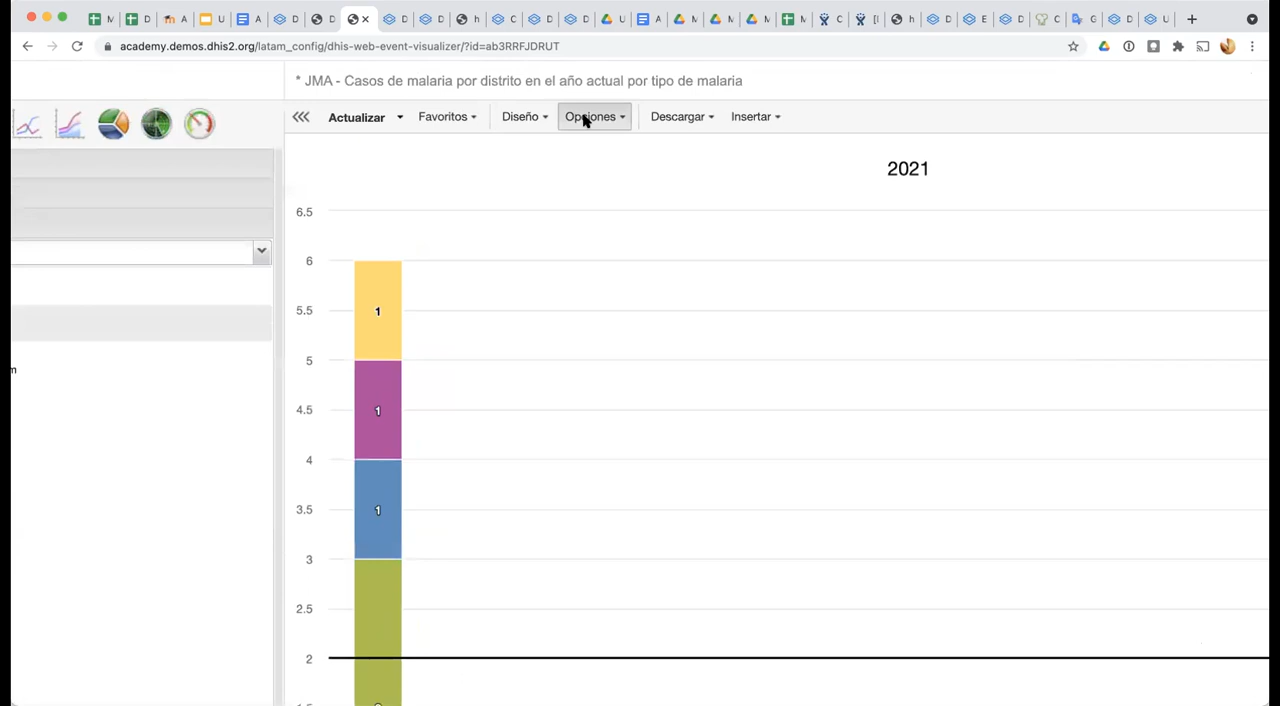 M D A U A D D D D h C D D U A M M M C [ h D E D C G D U
academy.demos.dhis2.org/latam_config/dhis-web-event-visualizer/?id=ab3RRFJDRUT
* JMA - Casos de malaria por distrito en el año actual por tipo de malaria
Actualizar Favoritos Diseño Opciones Descargar Insertar
2021
6.5
6
5.5
1
5
4.5
1
4
3.5
1
3
2.5
2
m